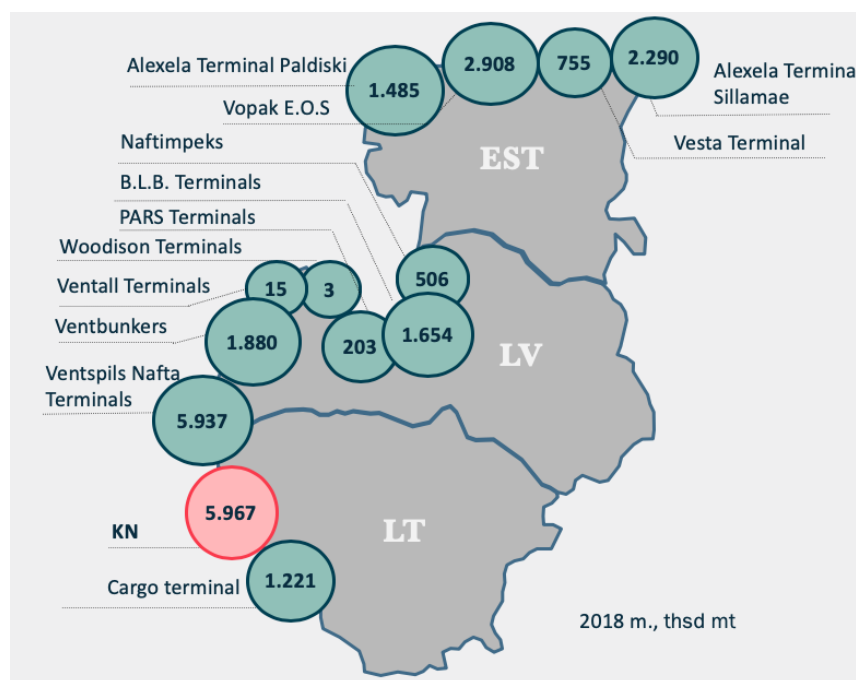 Alexela Terminal Paldiski
1.485
2.908
755
2.290
Alexela Termina
Sillamae
Vopak E.O.S
Vesta Terminal
Naftimpeks
EST
B.L.B. Terminals
PARS Terminals
Woodison Terminals
Ventall Terminals
15
3
506
Ventbunkers
1.880
203
1.654
LV
Ventspils Nafta
Terminals
5.937
KN
5.967
LT
Cargo terminal
1.221
2018 m., thsd mt